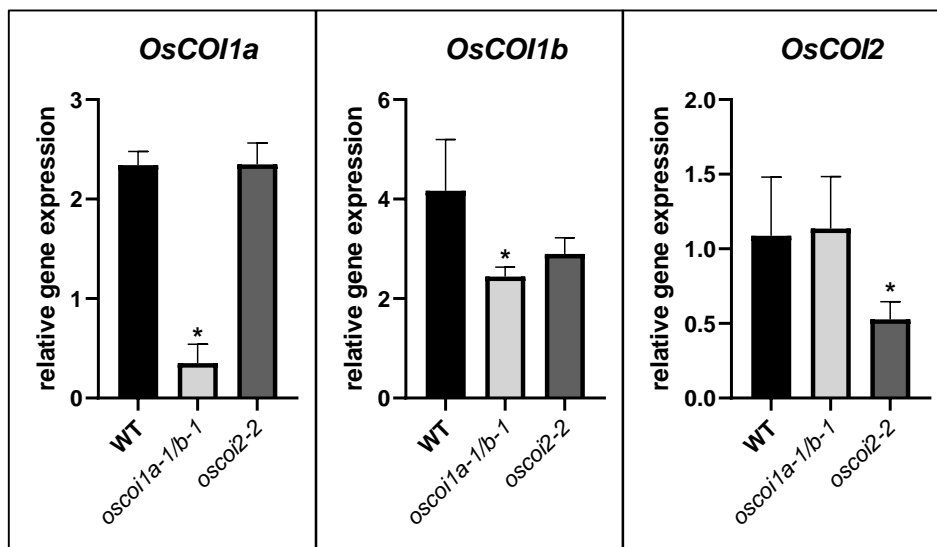 OsCOI1a
relative gene expression
3
2
1
0
*
WT
oscoi1a-1/b-1
oscoi2-2
OsCOI1b
relative gene expression
6
4
2
0
*
WT
oscoi1a-1/b-1
oscoi2-2
OsCOI2
relative gene expression
2.0
1.5
1.0
0.5
0.0
*
WT
oscoi1a-1/b-1
oscoi2-2